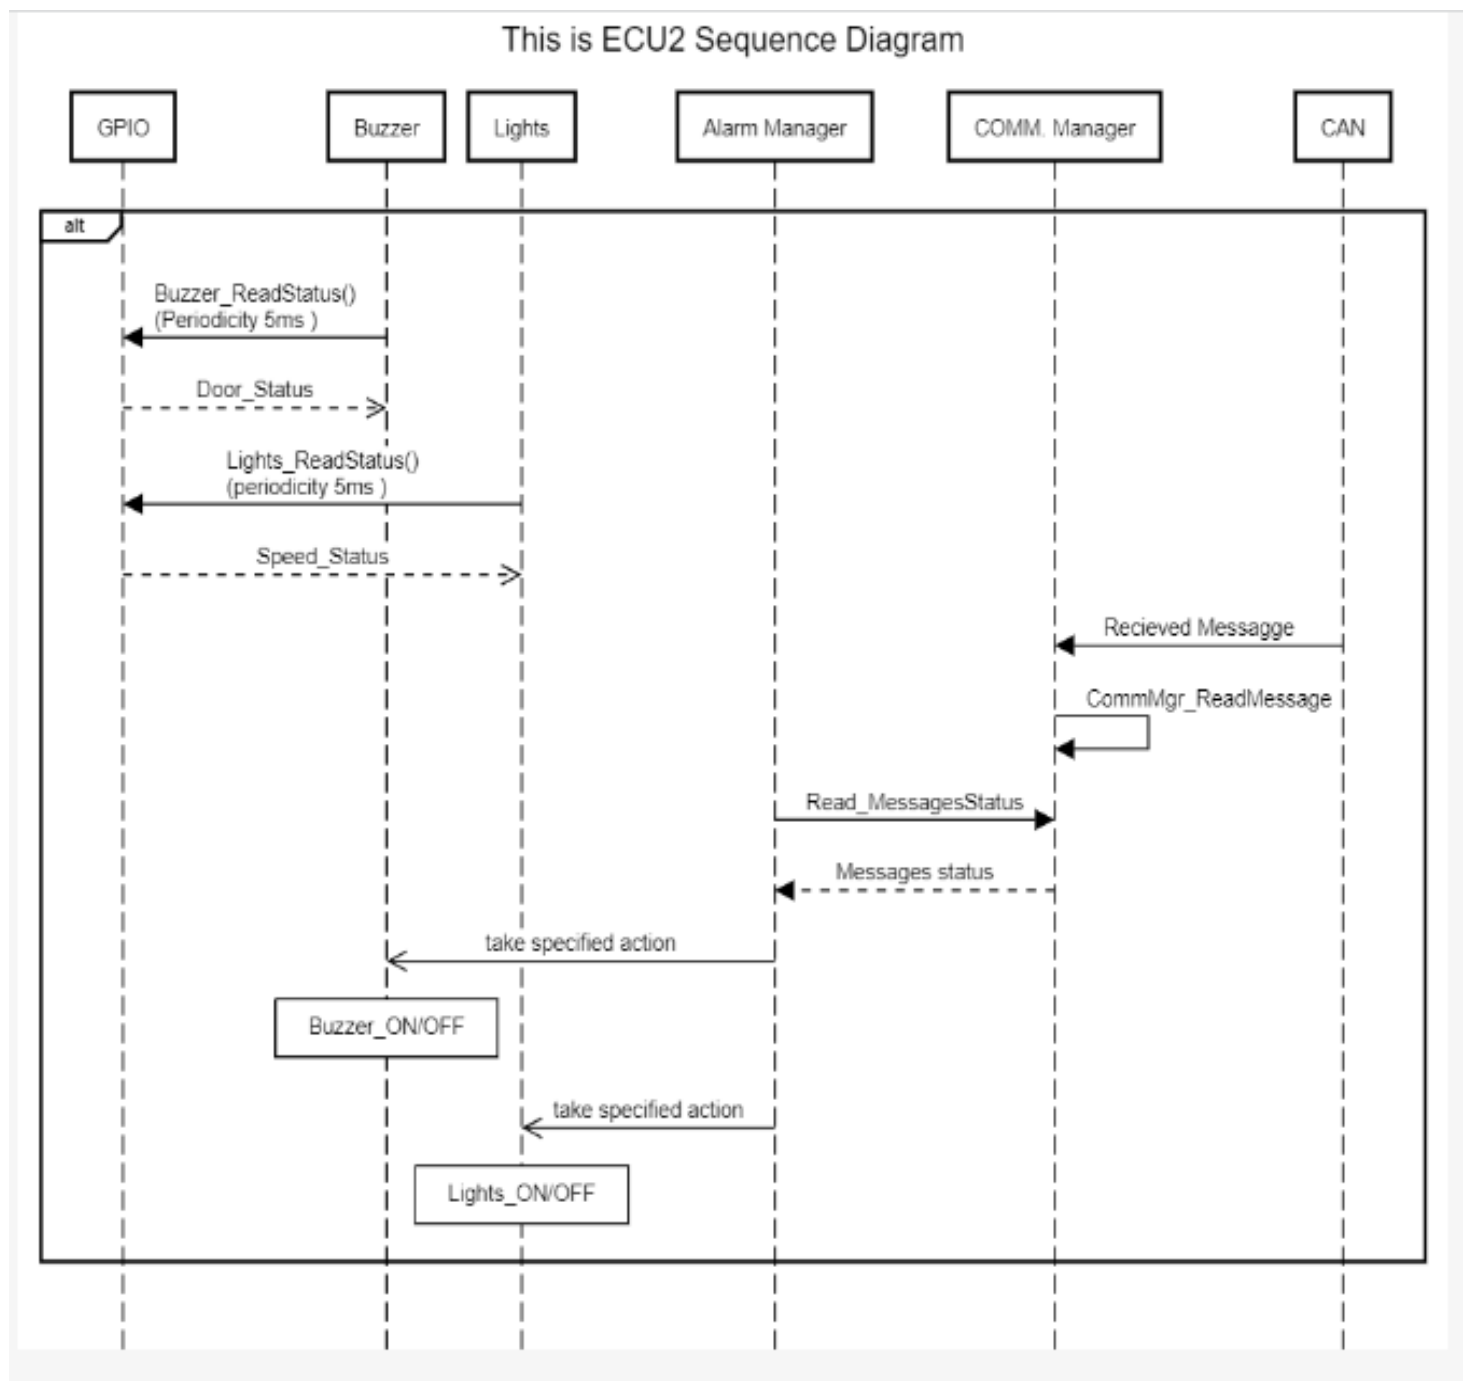 This is ECU2 Sequence Diagram
GPIO
Buzzer
Lights
Alarm Manager
COMM. Manager
CAN
alt
Buzzer_ReadStatus()
(Periodicity 5ms )
Door_Status
Lights_ReadStatus()
(periodicity 5ms )
Speed_Status
Recieved Messagge
CommMgr_ReadMessage
Read_MessagesStatus
Messages status
take specified action
Buzzer_ON/OFF
take specified action
Lights_ON/OFF